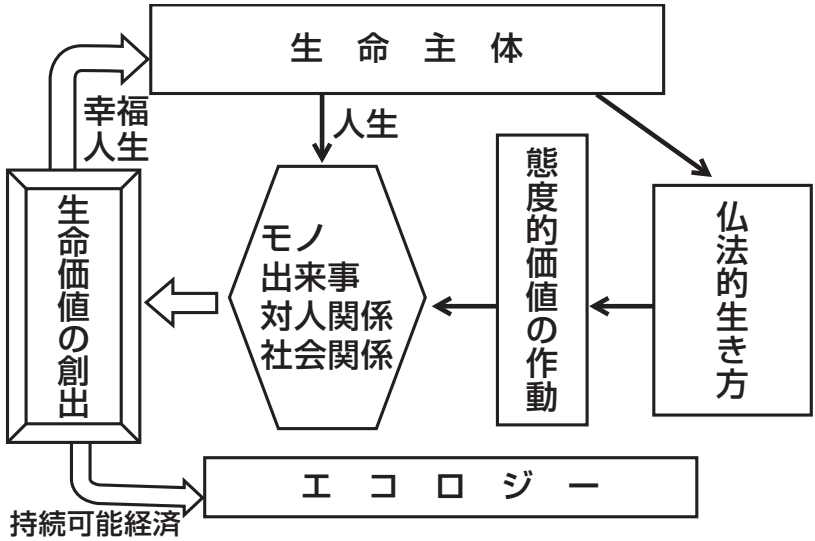 生命主体
幸福
人生
人生
生命価値の創出
モノ
出来事
対人関係
社会関係
態度的価値の作動
仏法的生き方
エコロジー
持続可能経済